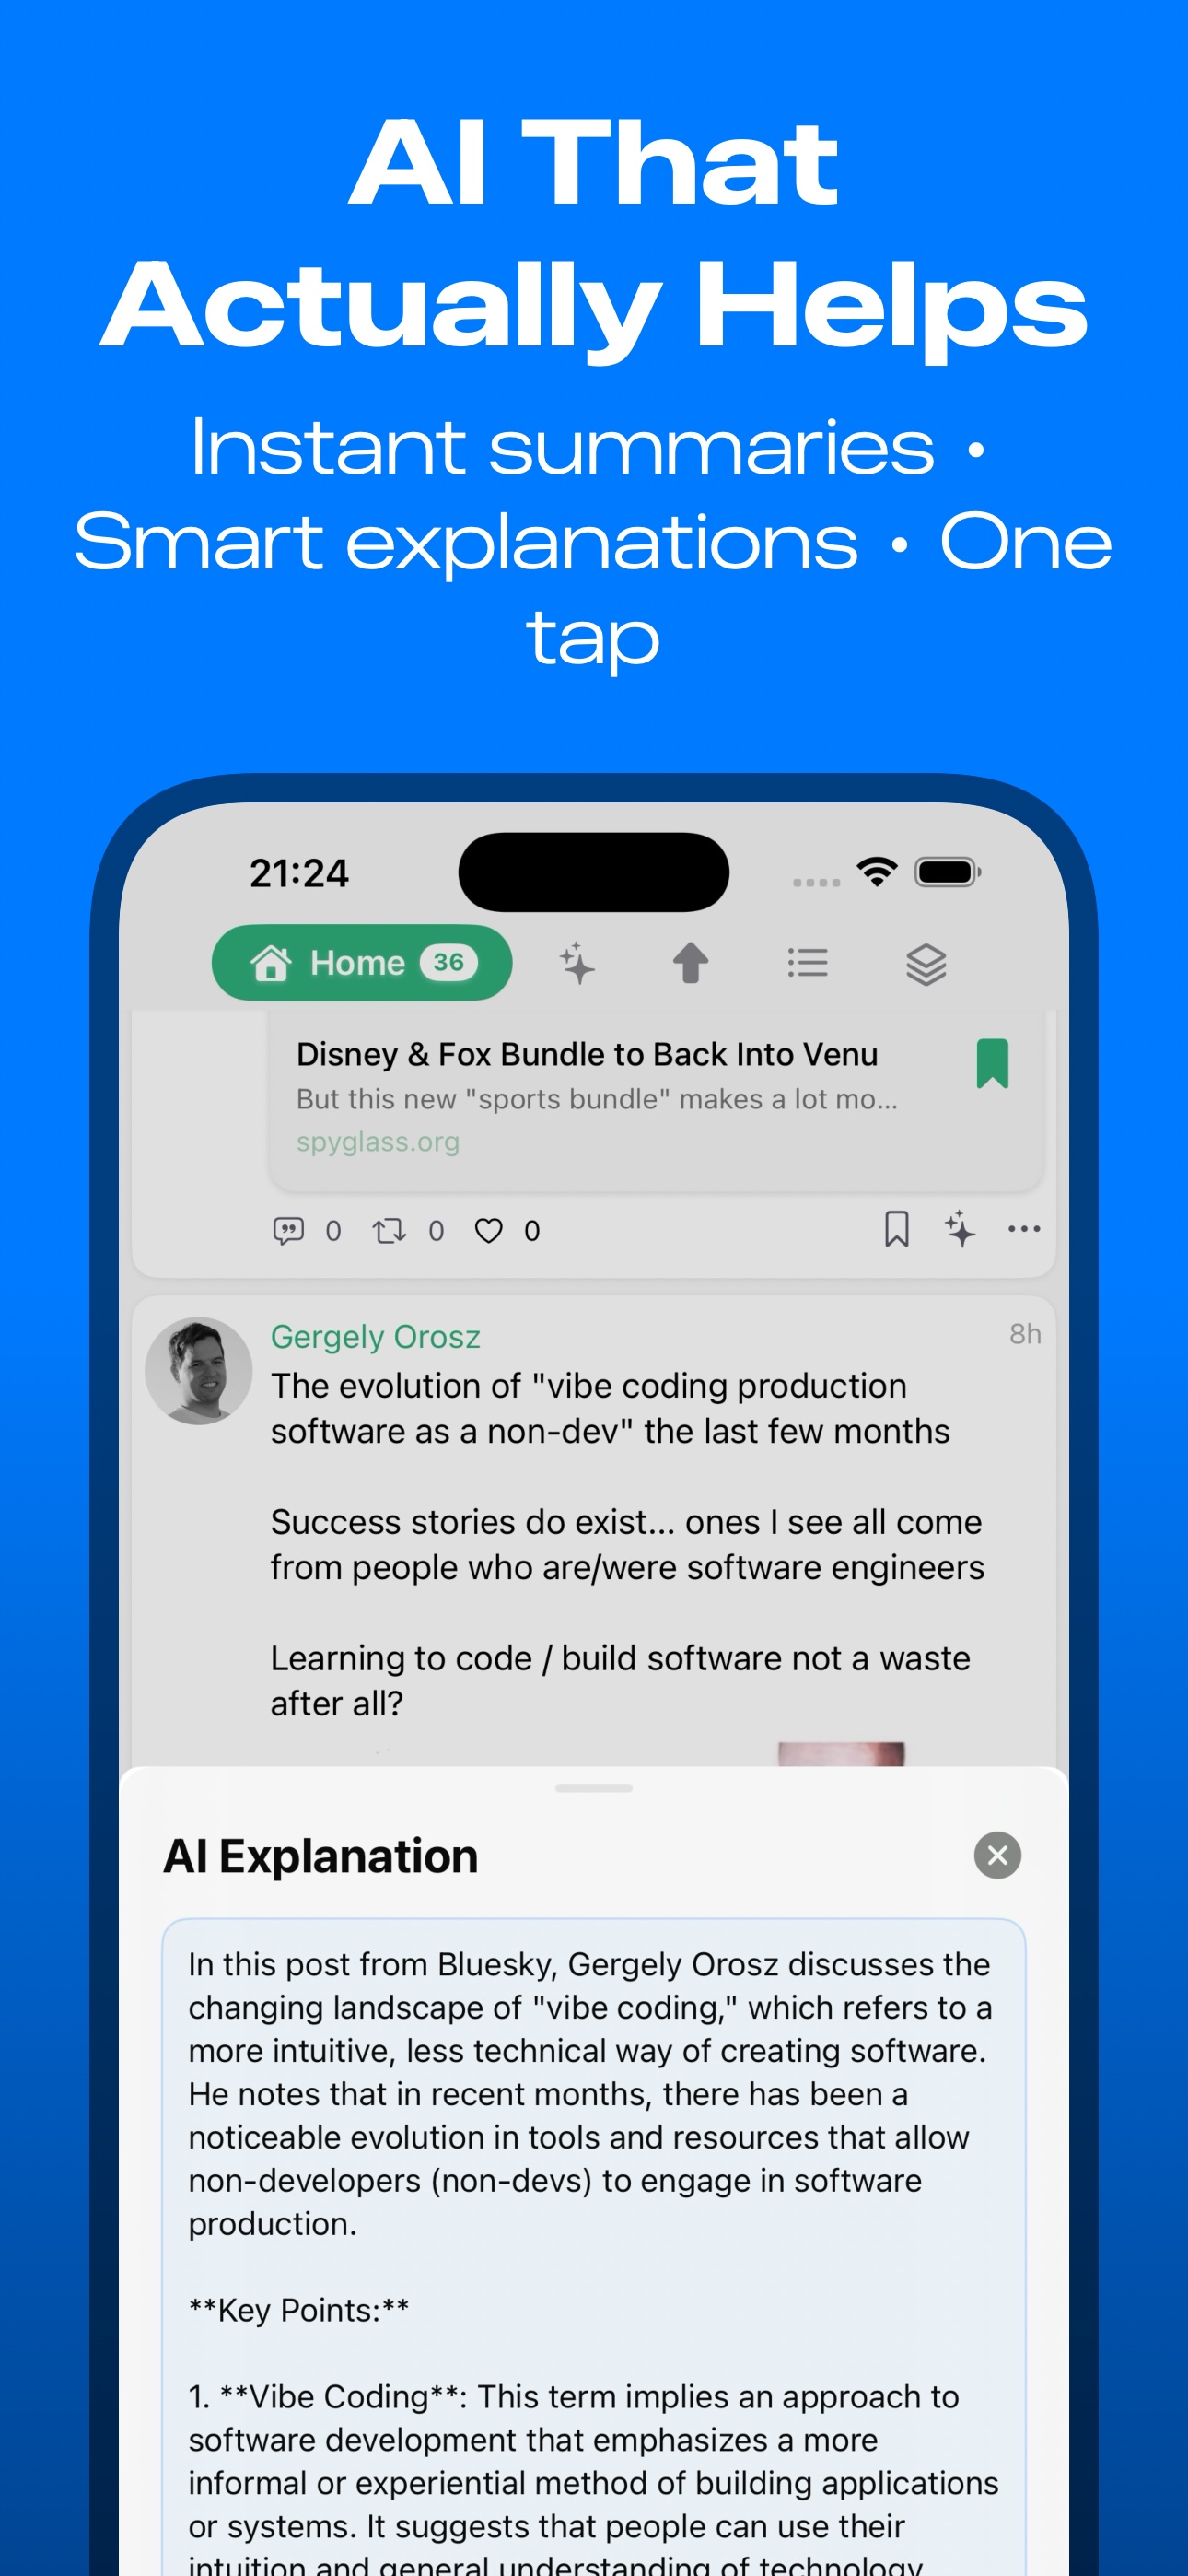 AI That
Actually Helps
Instant summaries •
Smart explanations • One
tap
21:24
Home 36
Disney & Fox Bundle to Back Into Venu
But this new "sports bundle" makes a lot mo...
spyglass.org
0 0 0
Gergely Orosz 8h
The evolution of "vibe coding production
software as a non-dev" the last few months
Success stories do exist... ones I see all come
from people who are/were software engineers
Learning to code / build software not a waste
after all?
AI Explanation
In this post from Bluesky, Gergely Orosz discusses the
changing landscape of "vibe coding," which refers to a
more intuitive, less technical way of creating software.
He notes that in recent months, there has been a
noticeable evolution in tools and resources that allow
non-developers (non-devs) to engage in software
production.
**Key Points:**
1. **Vibe Coding**: This term implies an approach to
software development that emphasizes a more
informal or experiential method of building applications
or systems. It suggests that people can use their
intuition and general understanding of technology